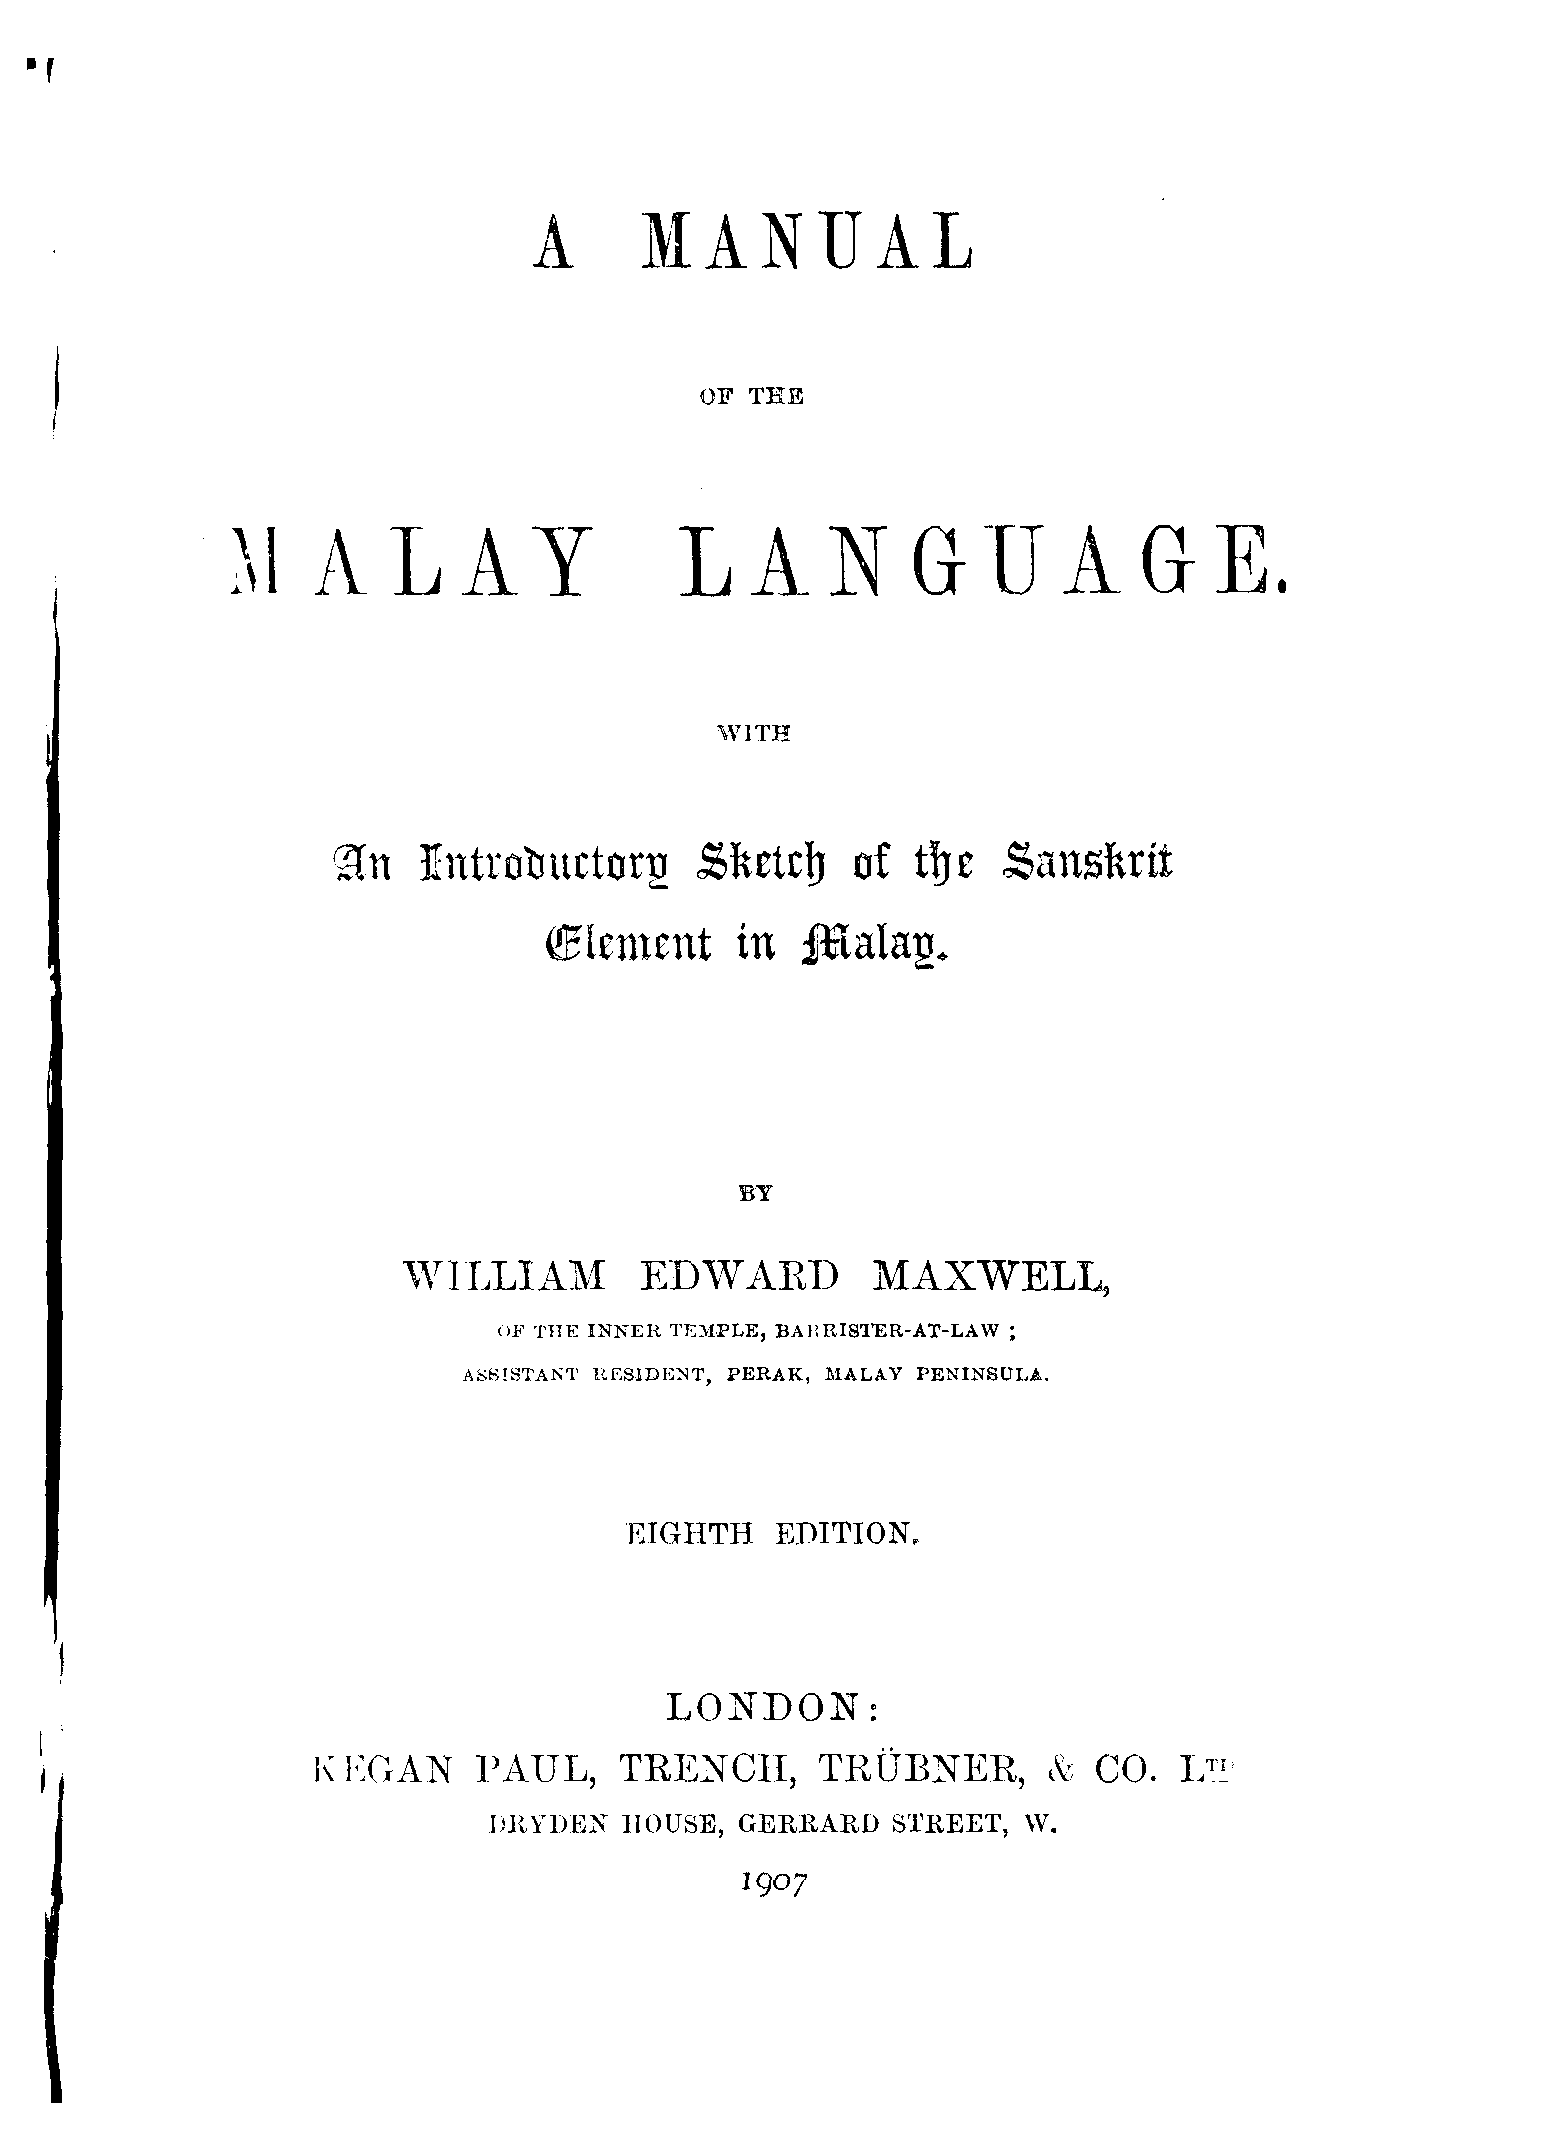 A MANUAL
OF THE
MALAY LANGUAGE.
WITH
An Introductory Sketch of the Sanskrit
Element in Malay.
BY
WILLIAM EDWARD MAXWELL,
OF THE INNER TEMPLE, BARRISTER-AT-LAW ;
ASSISTANT RESIDENT, PERAK, MALAY PENINSULA.
EIGHTH EDITION.
LONDON:
KEGAN PAUL, TRENCH, TRÜBNER, & CO. LTD
DRYDEN HOUSE, GERRARD STREET, W.
1907